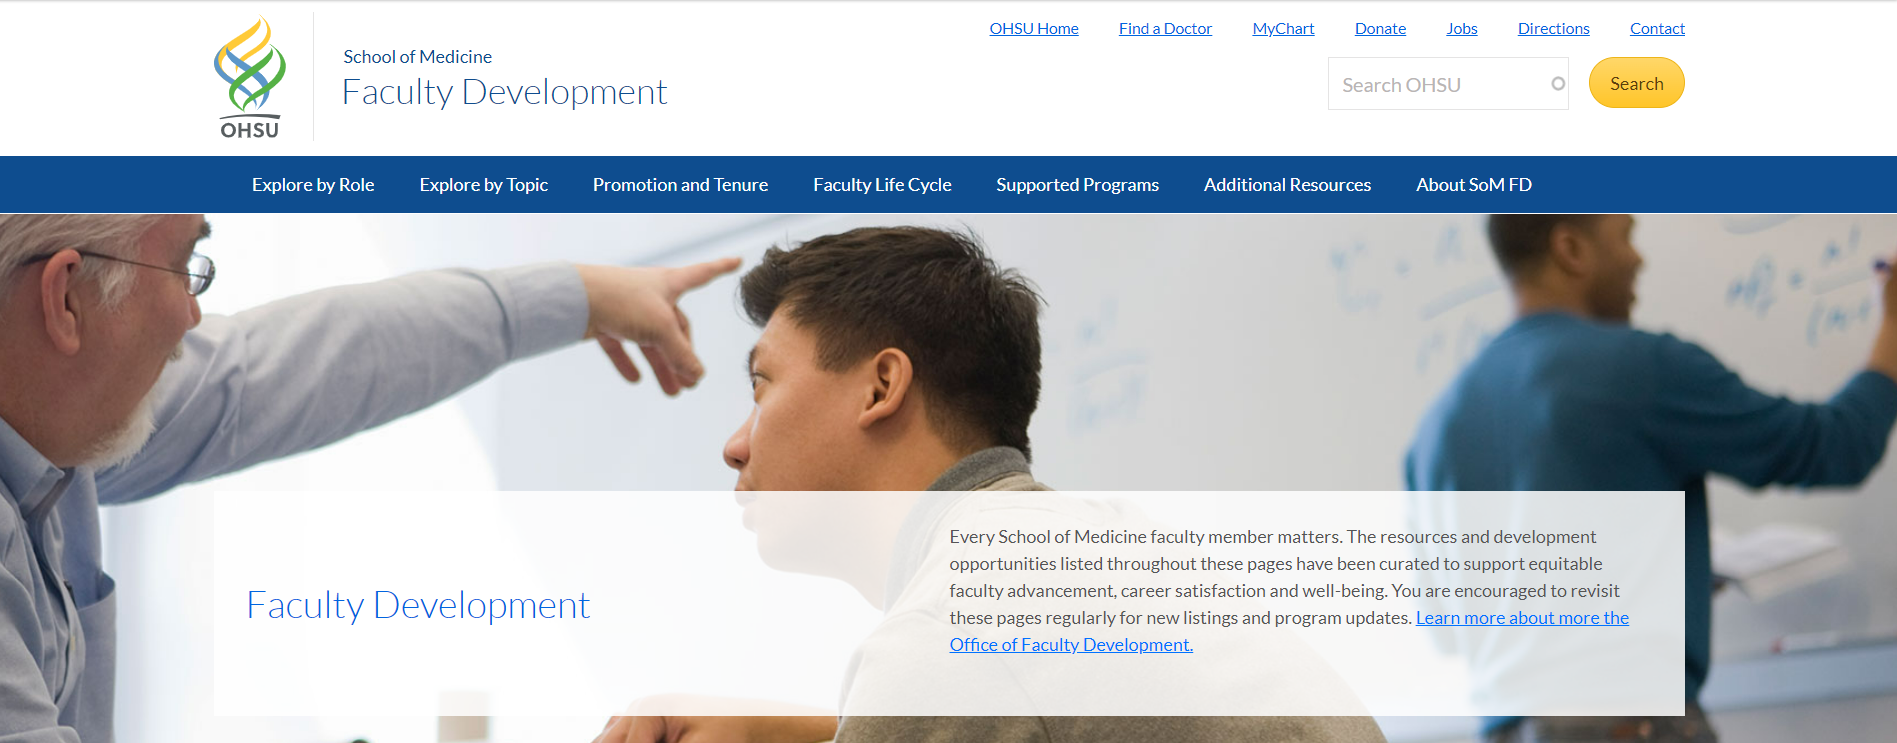 OHSU Home Find a Doctor MyChart Donate Jobs Directions Contact
School of Medicine
Faculty Development
OHSU
Search OHSU
Search
Explore by Role Explore by Topic Promotion and Tenure Faculty Life Cycle Supported Programs Additional Resources About SoM FD
Faculty Development
Every School of Medicine faculty member matters. The resources and development
opportunities listed throughout these pages have been curated to support equitable
faculty advancement, career satisfaction and well-being. You are encouraged to revisit
these pages regularly for new listings and program updates. Learn more about more the
Office of Faculty Development.